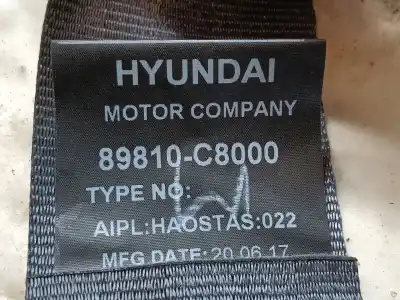 HYUNDAI
MOTOR COMPANY
89810-C8000
TYPE NO:
AIPL:HAOSTAS:022
MFG DATE:20.06.17